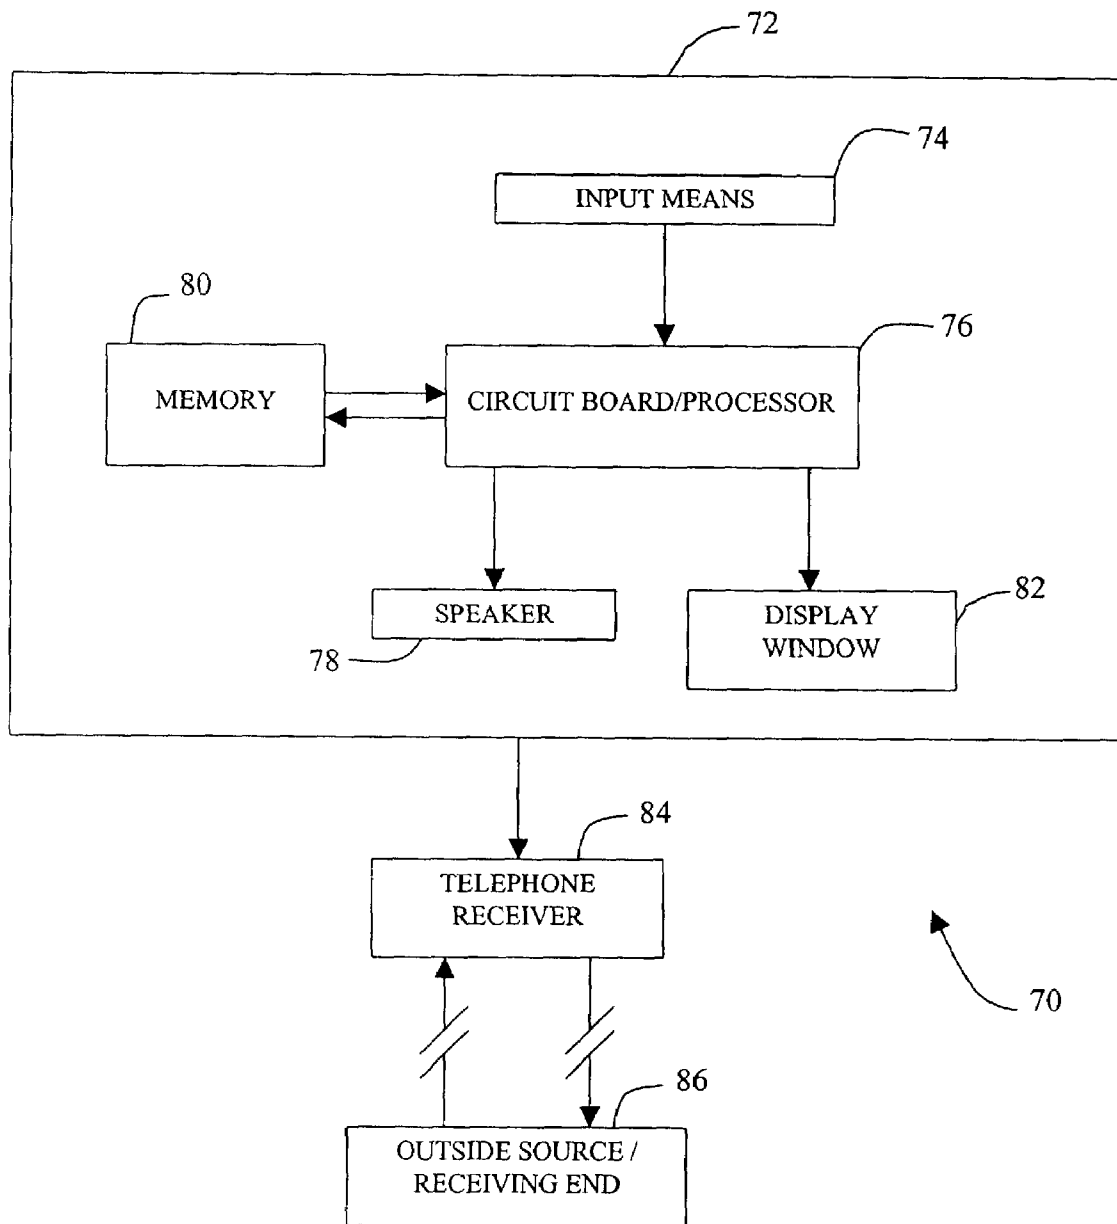 72
74
INPUT MEANS
80
76
MEMORY
CIRCUIT BOARD/PROCESSOR
82
SPEAKER
DISPLAY
WINDOW
78
84
TELEPHONE
RECEIVER
70
86
OUTSIDE SOURCE /
RECEIVING END